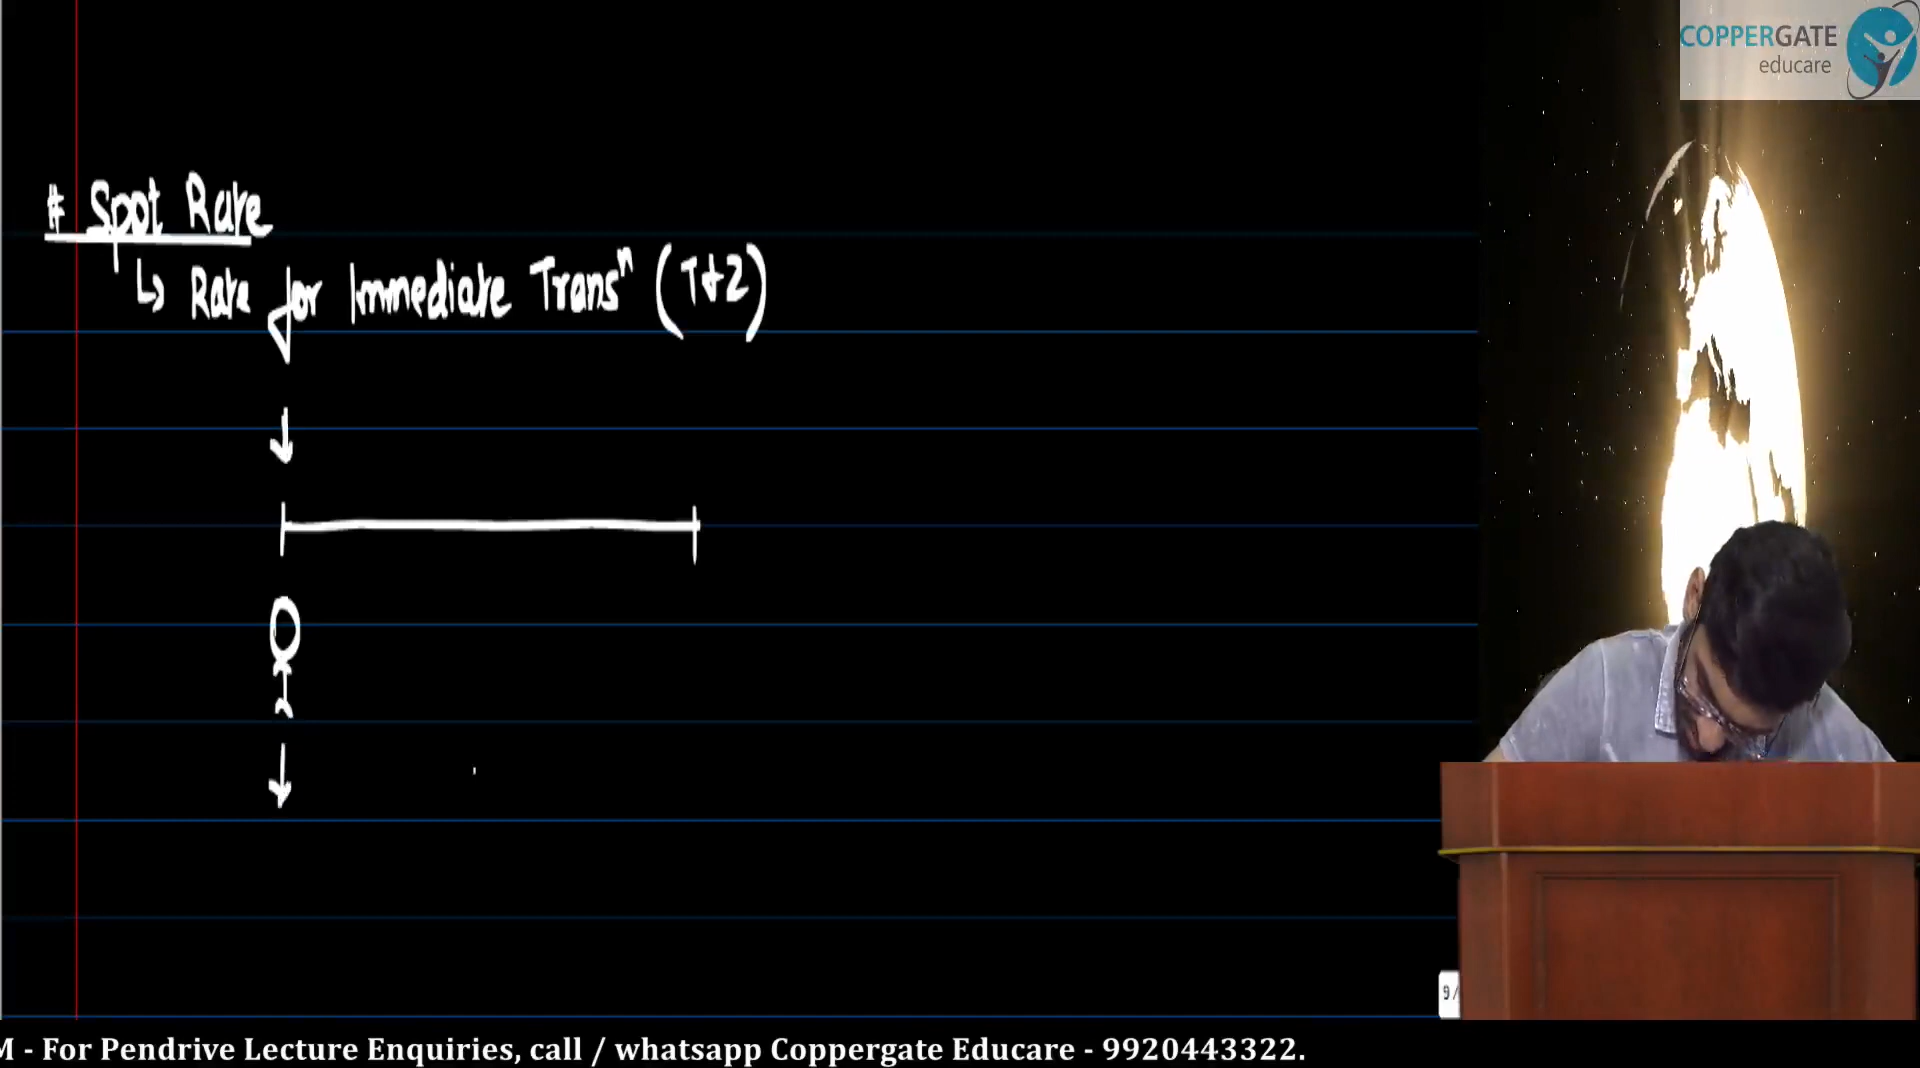 COPPERGATE
educare
# Spot Rate
↳ Rate for Immediate Transⁿ (T+2)
0
9/
M - For Pendrive Lecture Enquiries, call / whatsapp Coppergate Educare - 9920443322.